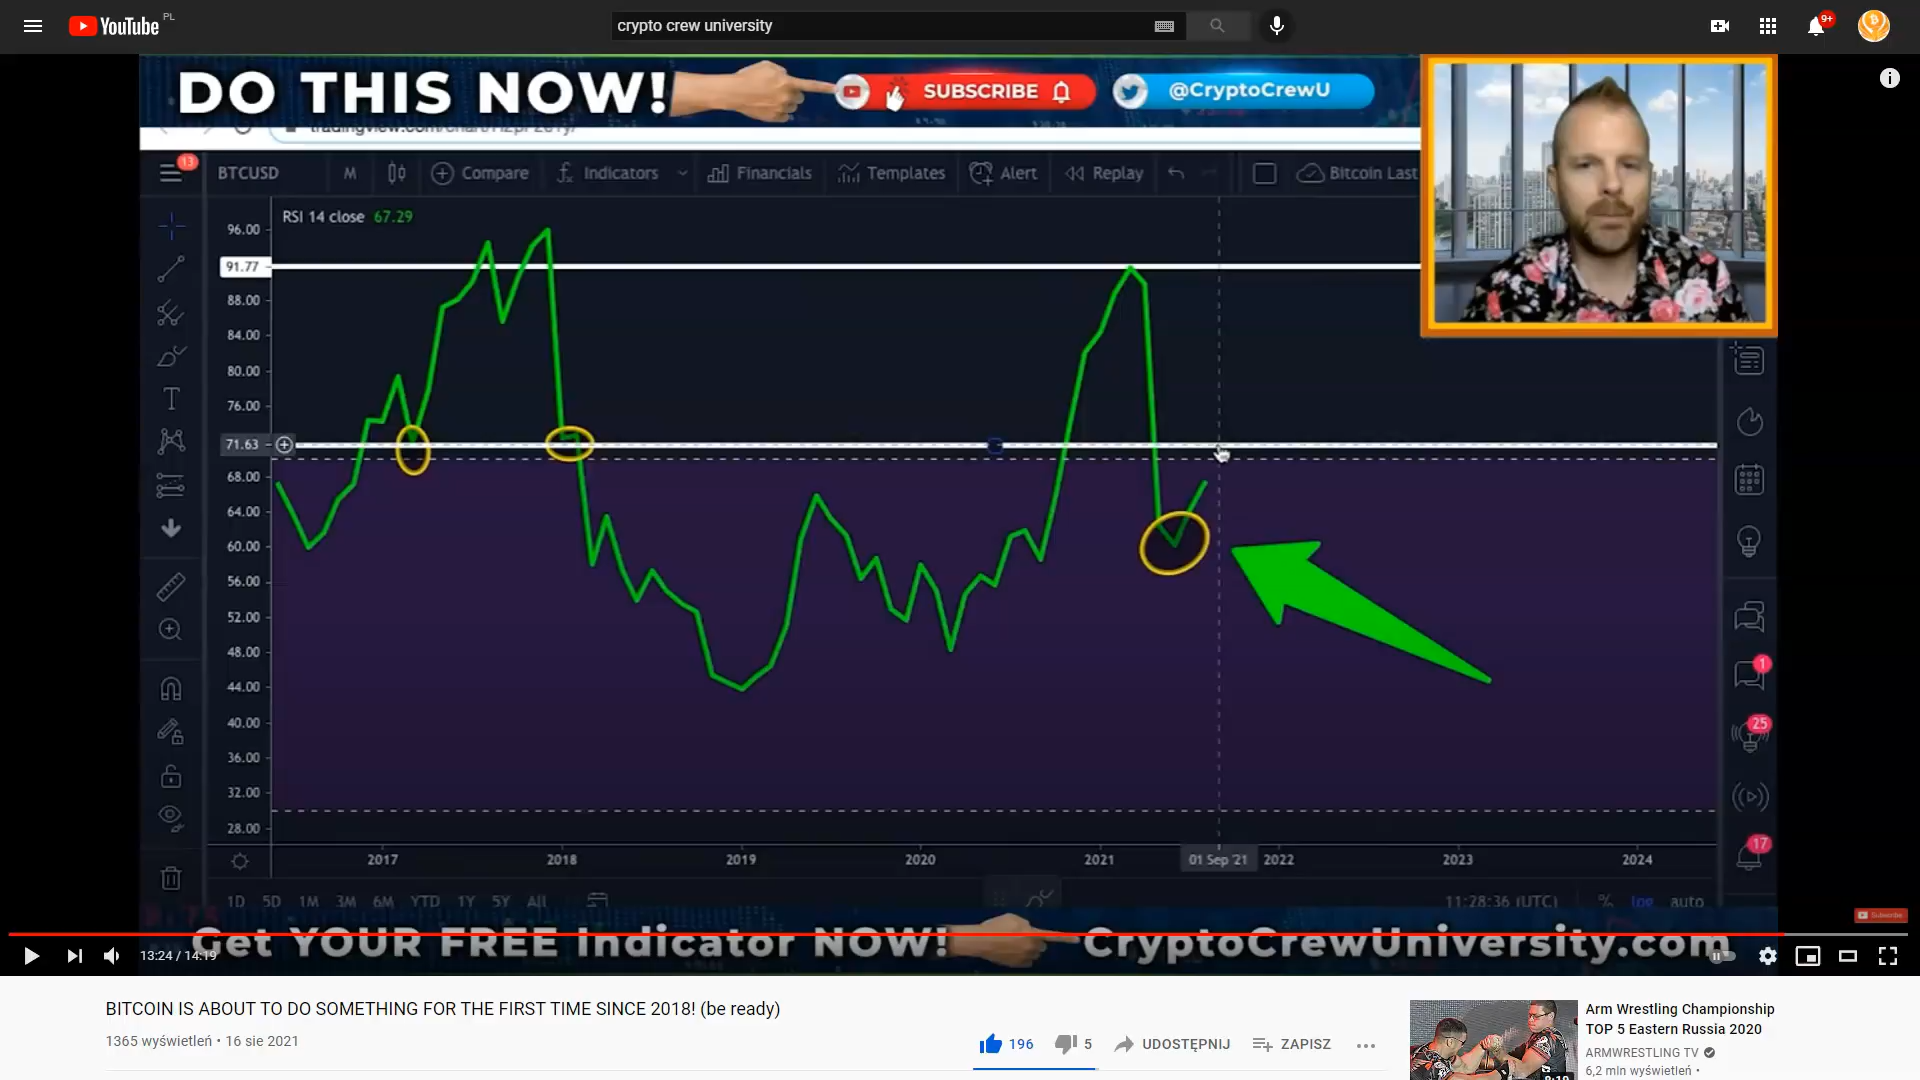 YouTube PL
crypto crew university
9+
DO THIS NOW!
SUBSCRIBE
@CryptoCrewU
13
BTCUSD
M
Compare
Indicators
Financials
Templates
Alert
Replay
Bitcoin Last
RSI 14 close 67.29
96.00
91.77
88.00
84.00
80.00
76.00
71.63
68.00
64.00
60.00
56.00
52.00
48.00
44.00
40.00
36.00
32.00
28.00
1
25
17
2017
2018
2019
2020
2021
01 Sep '21
2022
2023
2024
1D 5D 1M 3M 6M YTD 1Y 5Y All
11:28:36 (UTC) % log auto
Subscribe
Get YOUR FREE Indicator NOW!
CryptoCrewUniversity.com
13:24 / 14:19
BITCOIN IS ABOUT TO DO SOMETHING FOR THE FIRST TIME SINCE 2018! (be ready)
1365 wyświetleń • 16 sie 2021
196
5
UDOSTĘPNIJ
ZAPISZ
Arm Wrestling Championship
TOP 5 Eastern Russia 2020
ARMWRESTLING TV
6,2 mln wyświetleń •